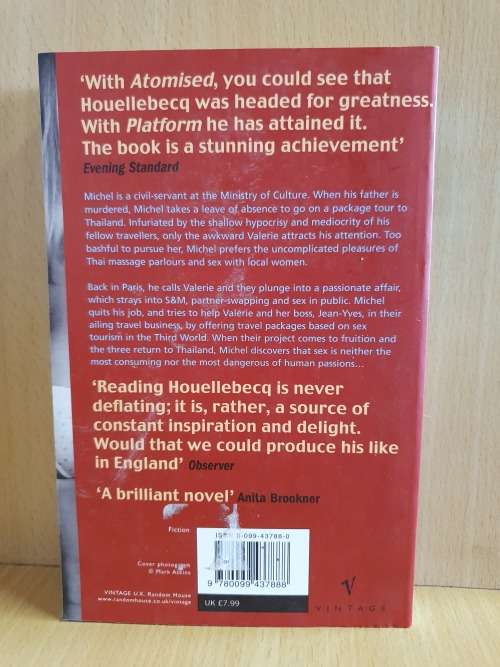 ‘With Atomised, you could see that
Houellebecq was headed for greatness.
With Platform he has attained it.
The book is a stunning achievement’
Evening Standard
Michel is a civil-servant at the Ministry of Culture. When his father is
murdered, Michel takes a leave of absence to go on a package tour to
Thailand. Infuriated by the shallow hypocrisy and mediocrity of his
fellow travellers, only the awkward Valerie attracts his attention. Too
bashful to pursue her, Michel prefers the uncomplicated pleasures of
Thai massage parlours and sex with local women.
Back in Paris, he calls Valerie and they plunge into a passionate affair,
which strays into S&M, partner-swapping and sex in public. Michel
quits his job, and tries to help Valerie and her boss, Jean-Yves, in their
ailing travel business, by offering travel packages based on sex
tourism in the Third World. When their project comes to fruition and
the three return to Thailand, Michel discovers that sex is neither the
most consuming nor the most dangerous of human passions...
‘Reading Houellebecq is never
deflating; it is, rather, a source of
constant inspiration and delight.
Would that we could produce his like
in England’ Observer
‘A brilliant novel’ Anita Brookner
Fiction
ISBN 0-099-43788-0
Cover photograph
© Mark Atkins
9 780099 437888
VINTAGE U.K. Random House
www.randomhouse.co.uk/vintage
UK £7.99
V
VINTAGE